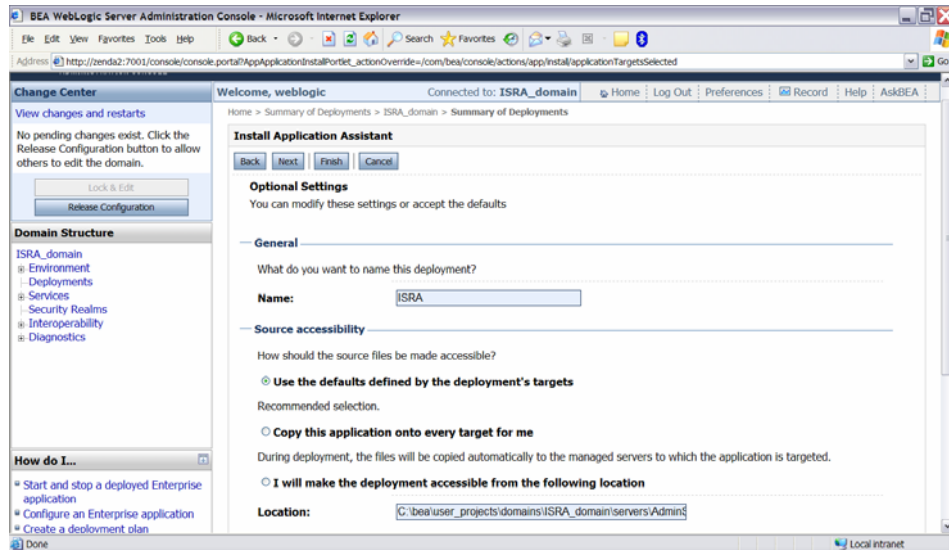 BEA WebLogic Server Administration Console - Microsoft Internet Explorer
File Edit View Favorites Tools Help
Back Search Favorites
Address http://zenda2:7001/console/console.portal?AppApplicationInstallPortlet_actionOverride=/com/bea/console/actions/app/install/applicationTargetsSelected Go
Change Center
View changes and restarts
No pending changes exist. Click the
Release Configuration button to allow
others to edit the domain.
Lock & Edit
Release Configuration
Domain Structure
ISRA_domain
Environment
Deployments
Services
Security Realms
Interoperability
Diagnostics
How do I...
Start and stop a deployed Enterprise
application
Configure an Enterprise application
Create a deployment plan
Welcome, weblogic Connected to: ISRA_domain Home Log Out Preferences Record Help AskBEA
Home > Summary of Deployments > ISRA_domain > Summary of Deployments
Install Application Assistant
Back Next Finish Cancel
Optional Settings
You can modify these settings or accept the defaults
General
What do you want to name this deployment?
Name: ISRA
Source accessibility
How should the source files be made accessible?
Use the defaults defined by the deployment's targets
Recommended selection.
Copy this application onto every target for me
During deployment, the files will be copied automatically to the managed servers to which the application is targeted.
I will make the deployment accessible from the following location
Location: C:\bea\user_projects\domains\ISRA_domain\servers\AdminS
Done Local intranet